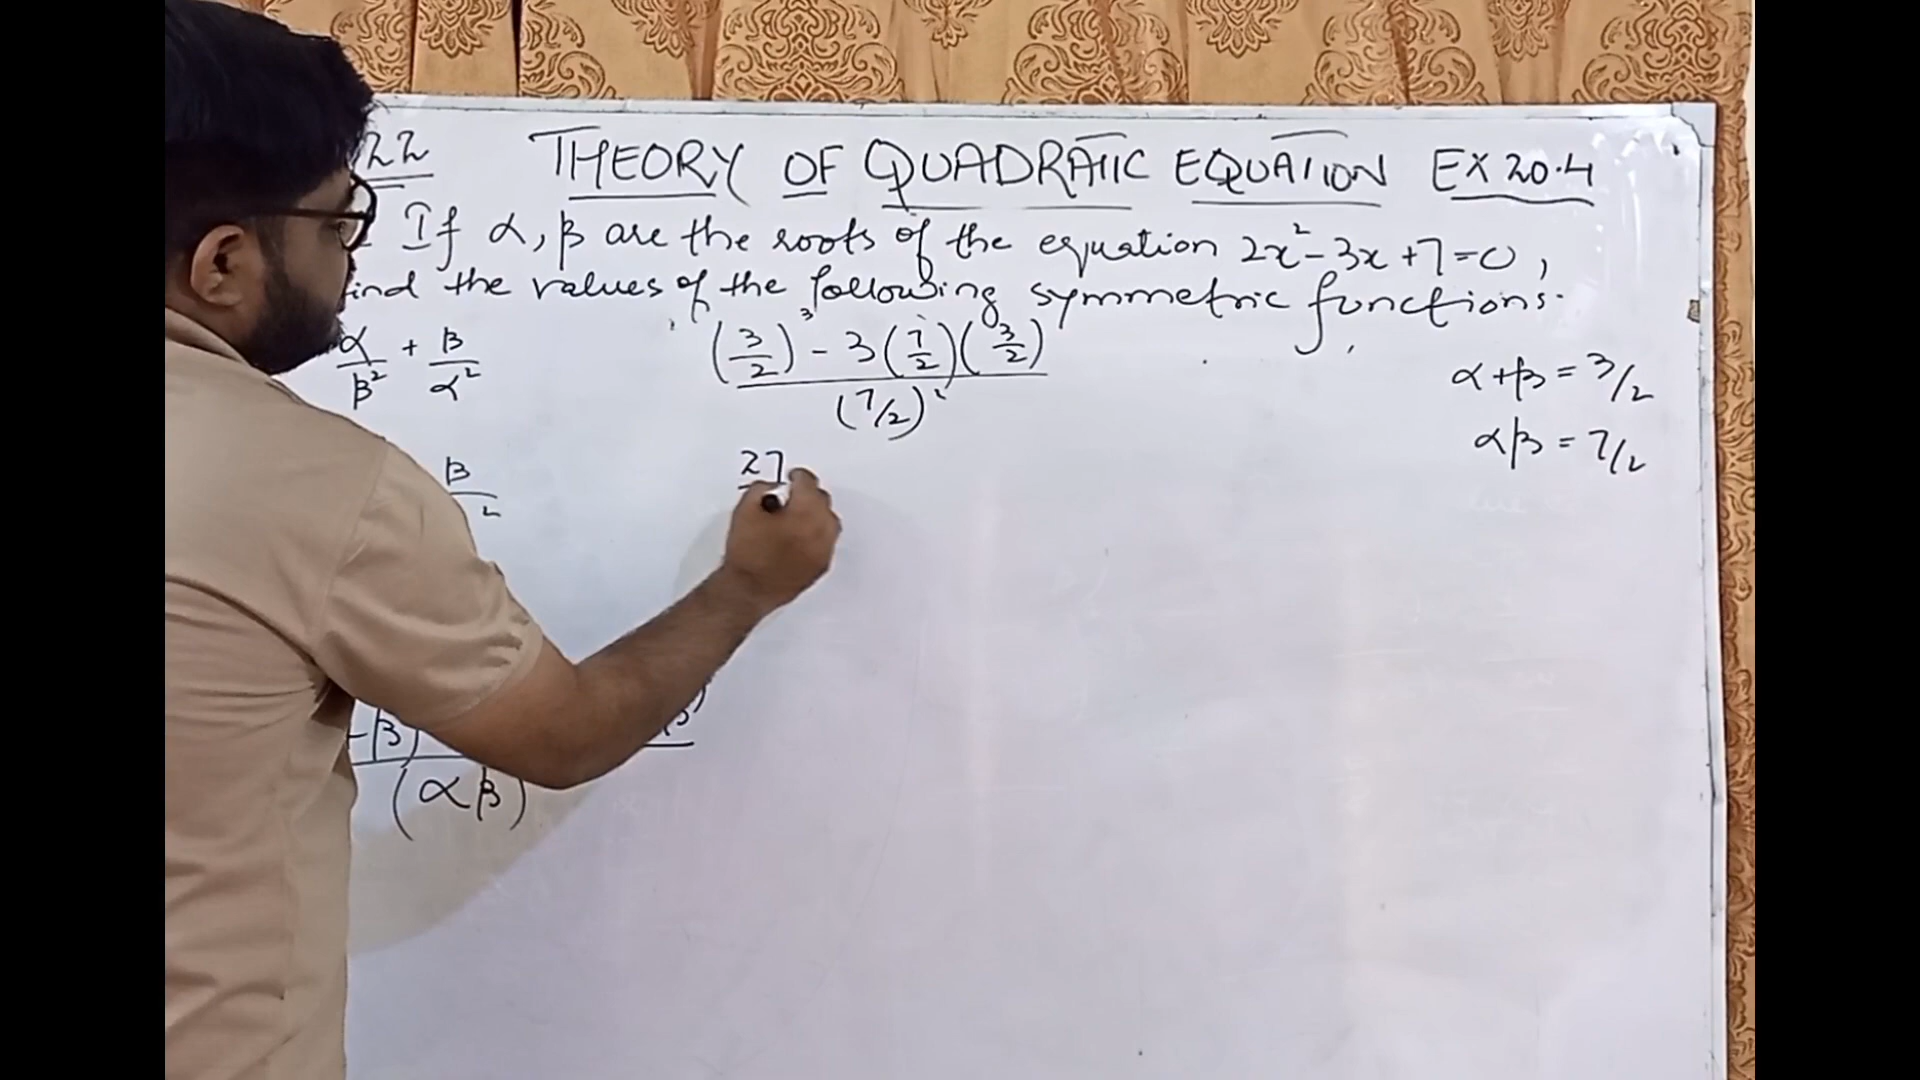 22 THEORY OF QUADRATIC EQUATION EX 20.4
If α, β are the roots of the equation 2x² - 3x + 7 = 0,
find the values of the following symmetric functions.
α/β² + β/α²
β
²
-β)
(αβ)
((3/2)³ - 3(7/2)(3/2)) / (7/2)²
27
α+β = 3/2
αβ = 7/2